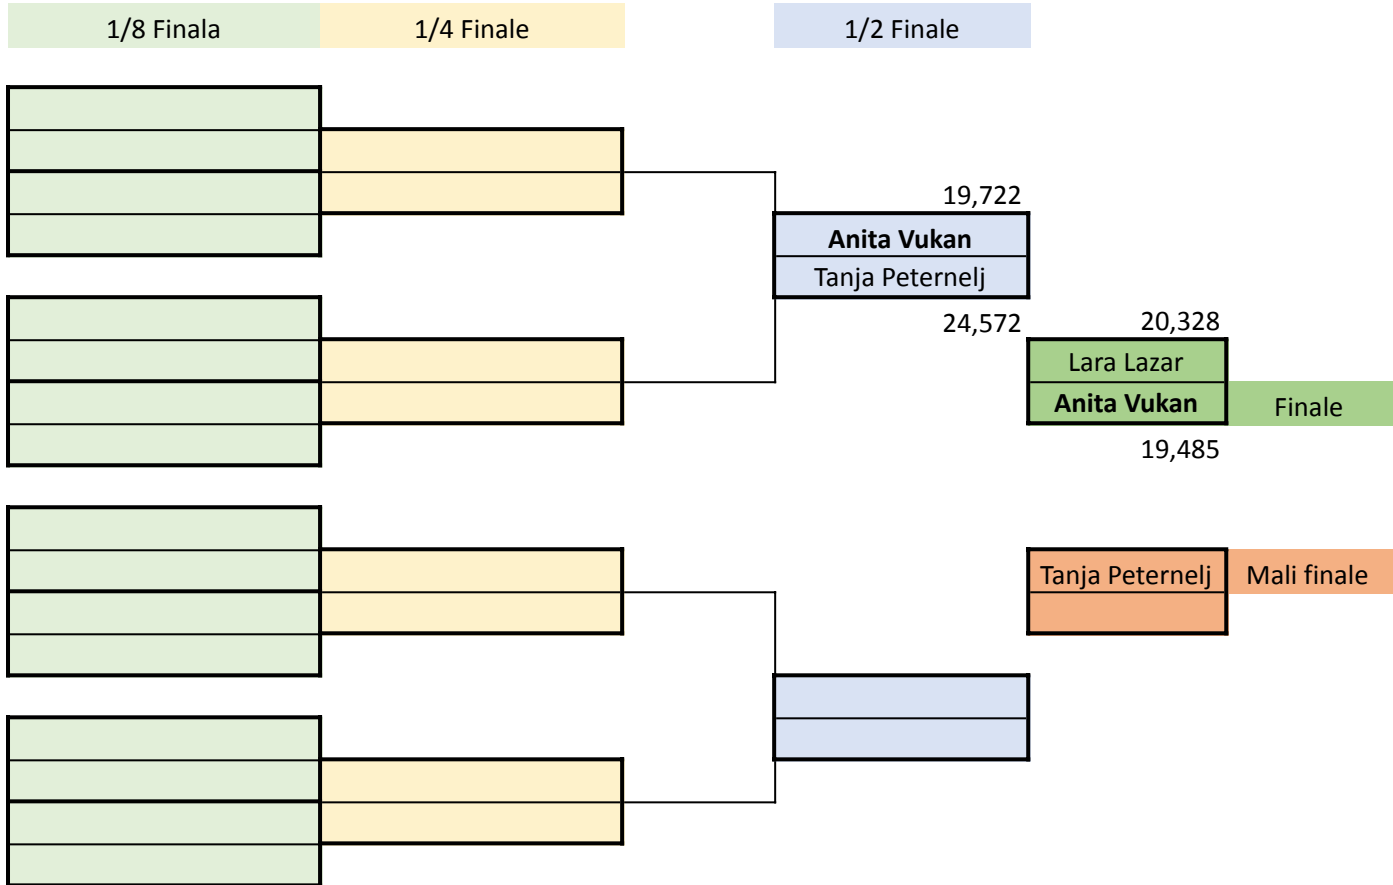 1/8 Finala 1/4 Finale 1/2 Finale
19,722
Anita Vukan
Tanja Peternelj
24,572 20,328
Lara Lazar
Anita Vukan Finale
19,485
Tanja Peternelj Mali finale